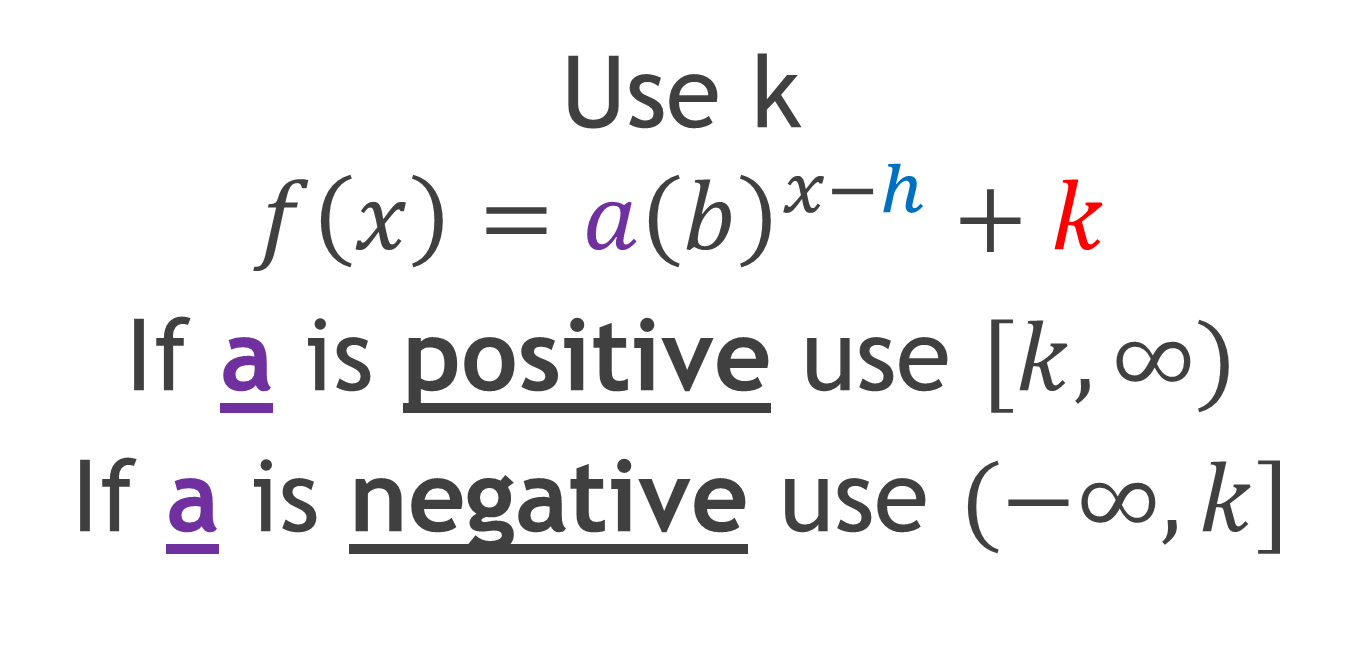 Use k
f(x) = a(b)^{x−h} + k
If a is positive use [k, ∞)
If a is negative use (−∞, k]